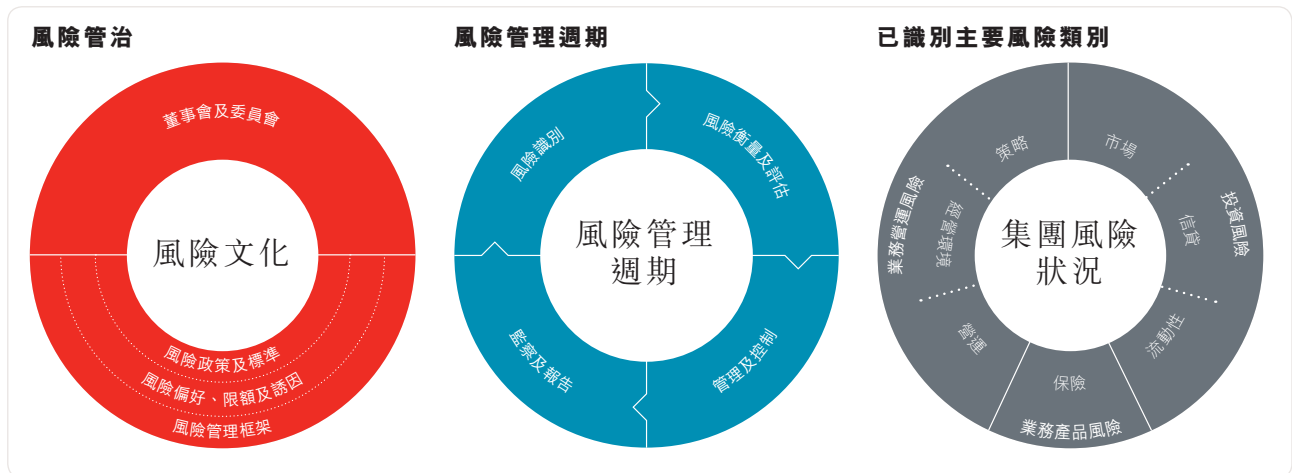 風險管治
董事會及委員會
風險文化
風險政策及標準
風險偏好、限額及誘因
風險管理框架
風險管理週期
風險識別
風險衡量及評估
風險管理
週期
監察及報告
管理及控制
已識別主要風險類別
策略
市場
業務營運風險
經營環境
集團風險
狀況
信貸
投資風險
營運
流動性
保險
業務產品風險